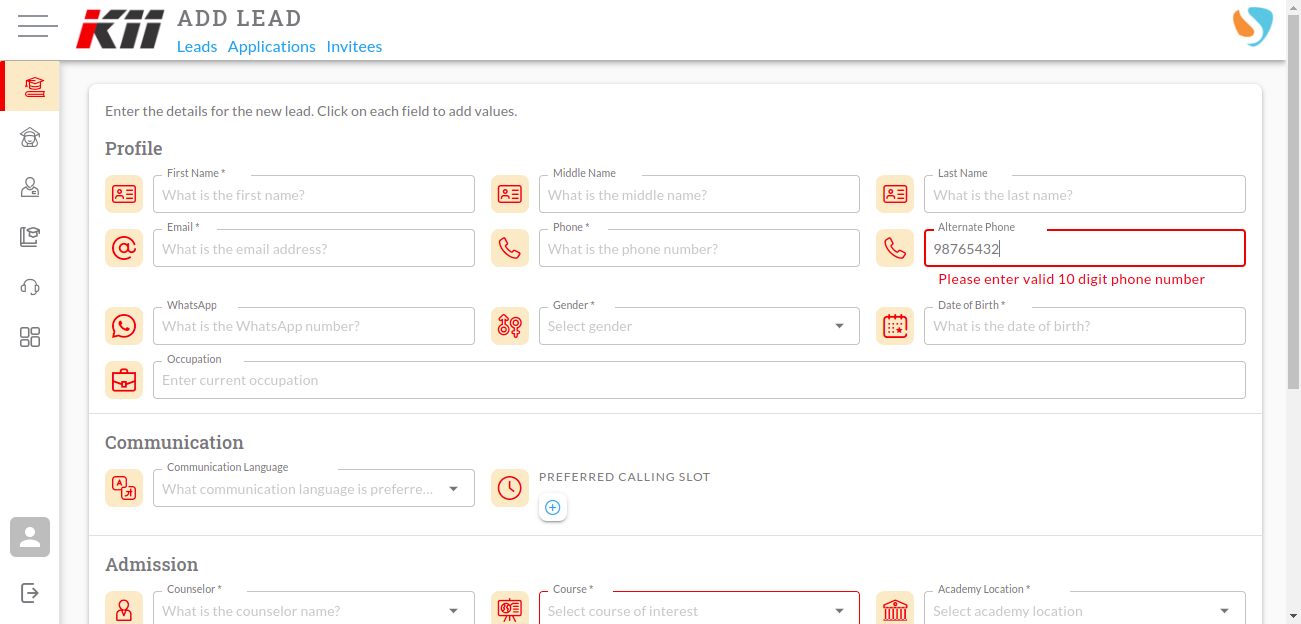 KII
ADD LEAD
Leads Applications Invitees
Enter the details for the new lead. Click on each field to add values.
Profile
First Name * Middle Name Last Name
What is the first name? What is the middle name? What is the last name?
Email * Phone * Alternate Phone
What is the email address? What is the phone number? 98765432
Please enter valid 10 digit phone number
WhatsApp Gender * Date of Birth *
What is the WhatsApp number? Select gender What is the date of birth?
Occupation
Enter current occupation
Communication
Communication Language
PREFERRED CALLING SLOT
What communication language is preferre...
Admission
Counselor * Course * Academy Location *
What is the counselor name? Select course of interest Select academy location